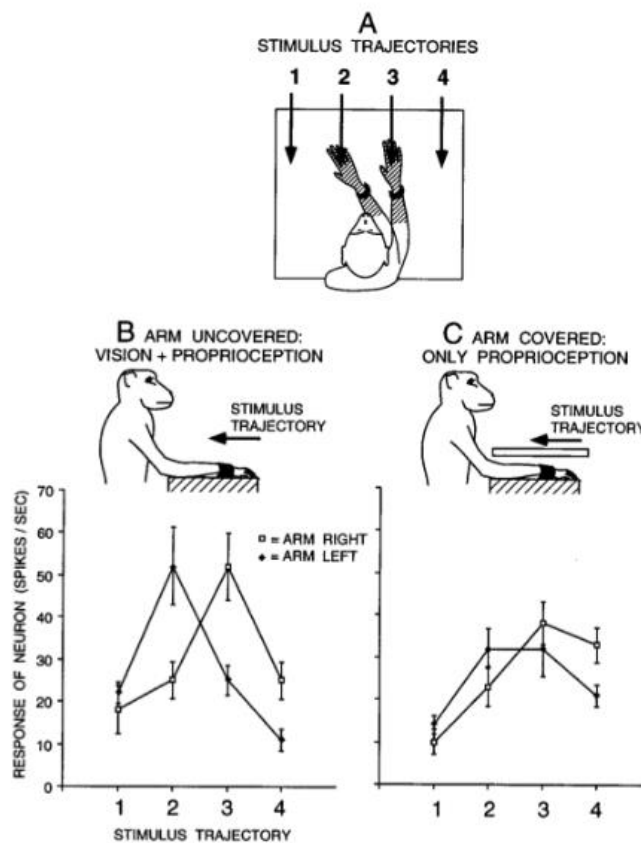 A
STIMULUS TRAJECTORIES
1 2 3 4
B ARM UNCOVERED:
VISION + PROPRIOCEPTION
STIMULUS
TRAJECTORY
C ARM COVERED:
ONLY PROPRIOCEPTION
STIMULUS
TRAJECTORY
RESPONSE OF NEURON (SPIKES / SEC)
70
60
50
40
30
20
10
0
= ARM RIGHT
= ARM LEFT
1 2 3 4
STIMULUS TRAJECTORY
1 2 3 4